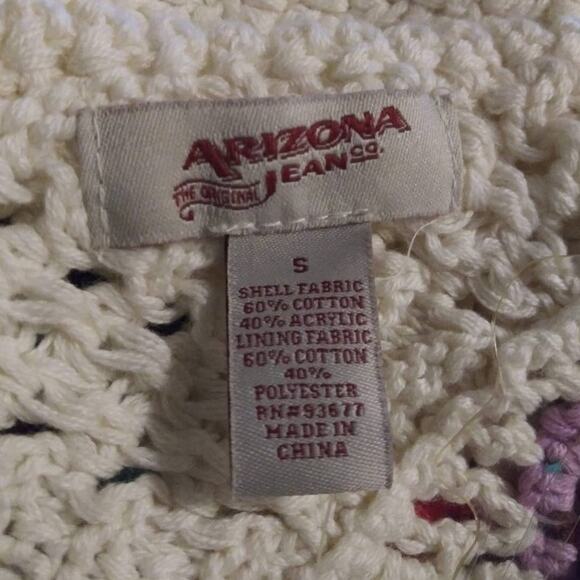 ARIZONA
THE ORIGINAL JEAN CO.
S
SHELL FABRIC
60% COTTON
40% ACRYLIC
LINING FABRIC
60% COTTON
40%
POLYESTER
RN#93677
MADE IN
CHINA